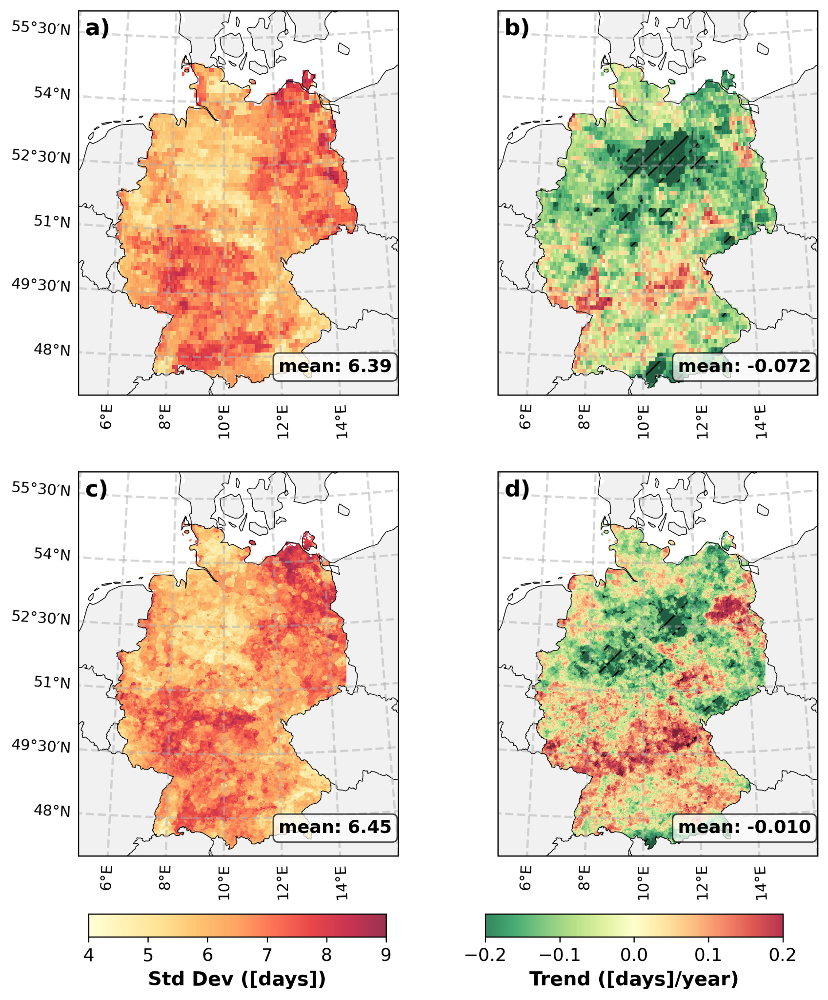 a)
b)
55°30′N
54°N
52°30′N
51°N
49°30′N
48°N
mean: 6.39
mean: -0.072
6°E 8°E 10°E 12°E 14°E
6°E 8°E 10°E 12°E 14°E
c)
d)
55°30′N
54°N
52°30′N
51°N
49°30′N
48°N
mean: 6.45
mean: -0.010
6°E 8°E 10°E 12°E 14°E
6°E 8°E 10°E 12°E 14°E
4 5 6 7 8 9
Std Dev ([days])
−0.2 −0.1 0.0 0.1 0.2
Trend ([days]/year)